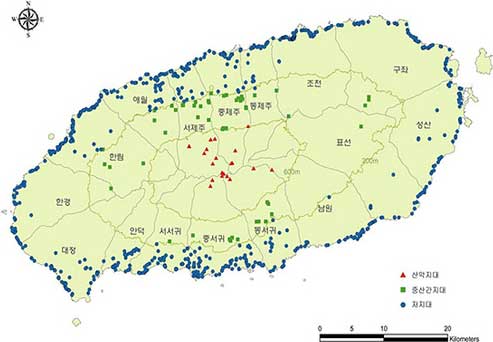 N
W E
S
구좌
조천
애월
중제주 동제주
서제주
성산
표선
200m
한림
600m
한경
남원
안덕 서서귀
중서귀 동서귀
대정
산악지대
중산간지대
저지대
0 5 10 20
Kilometers